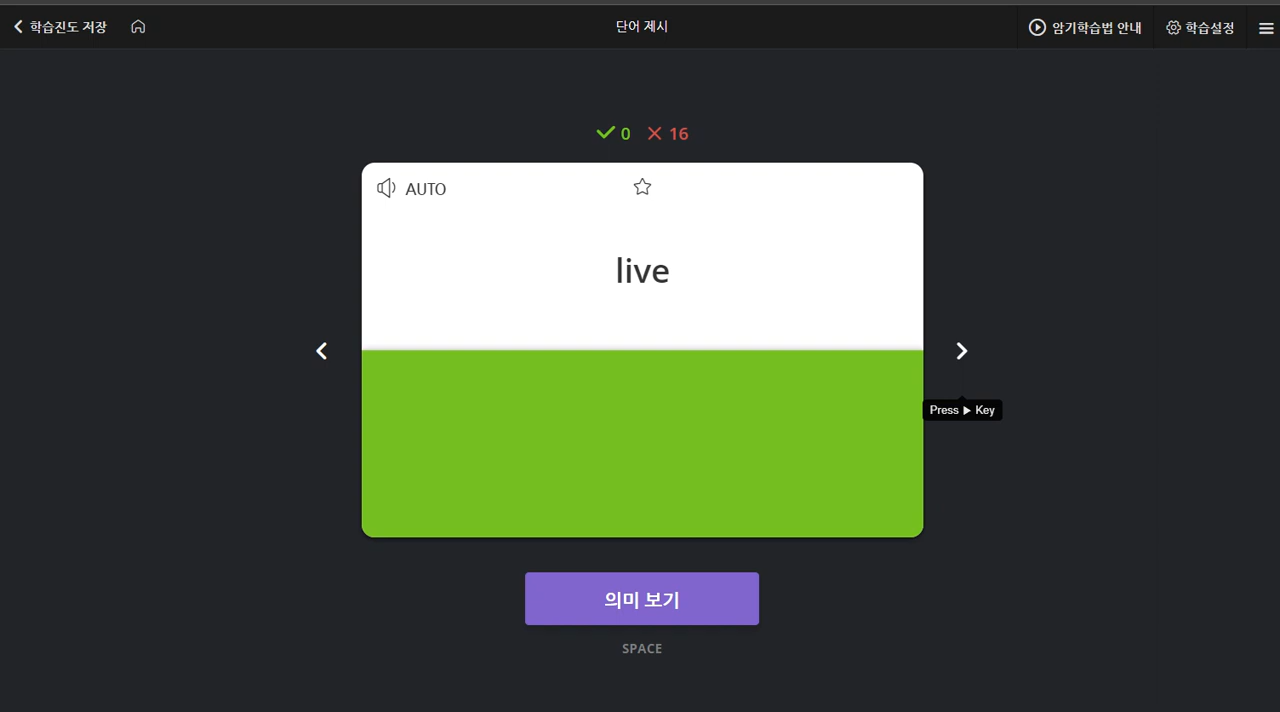 학습진도 저장
단어 제시
암기학습법 안내
학습설정
0
16
AUTO
live
Press ▶ Key
의미 보기
SPACE